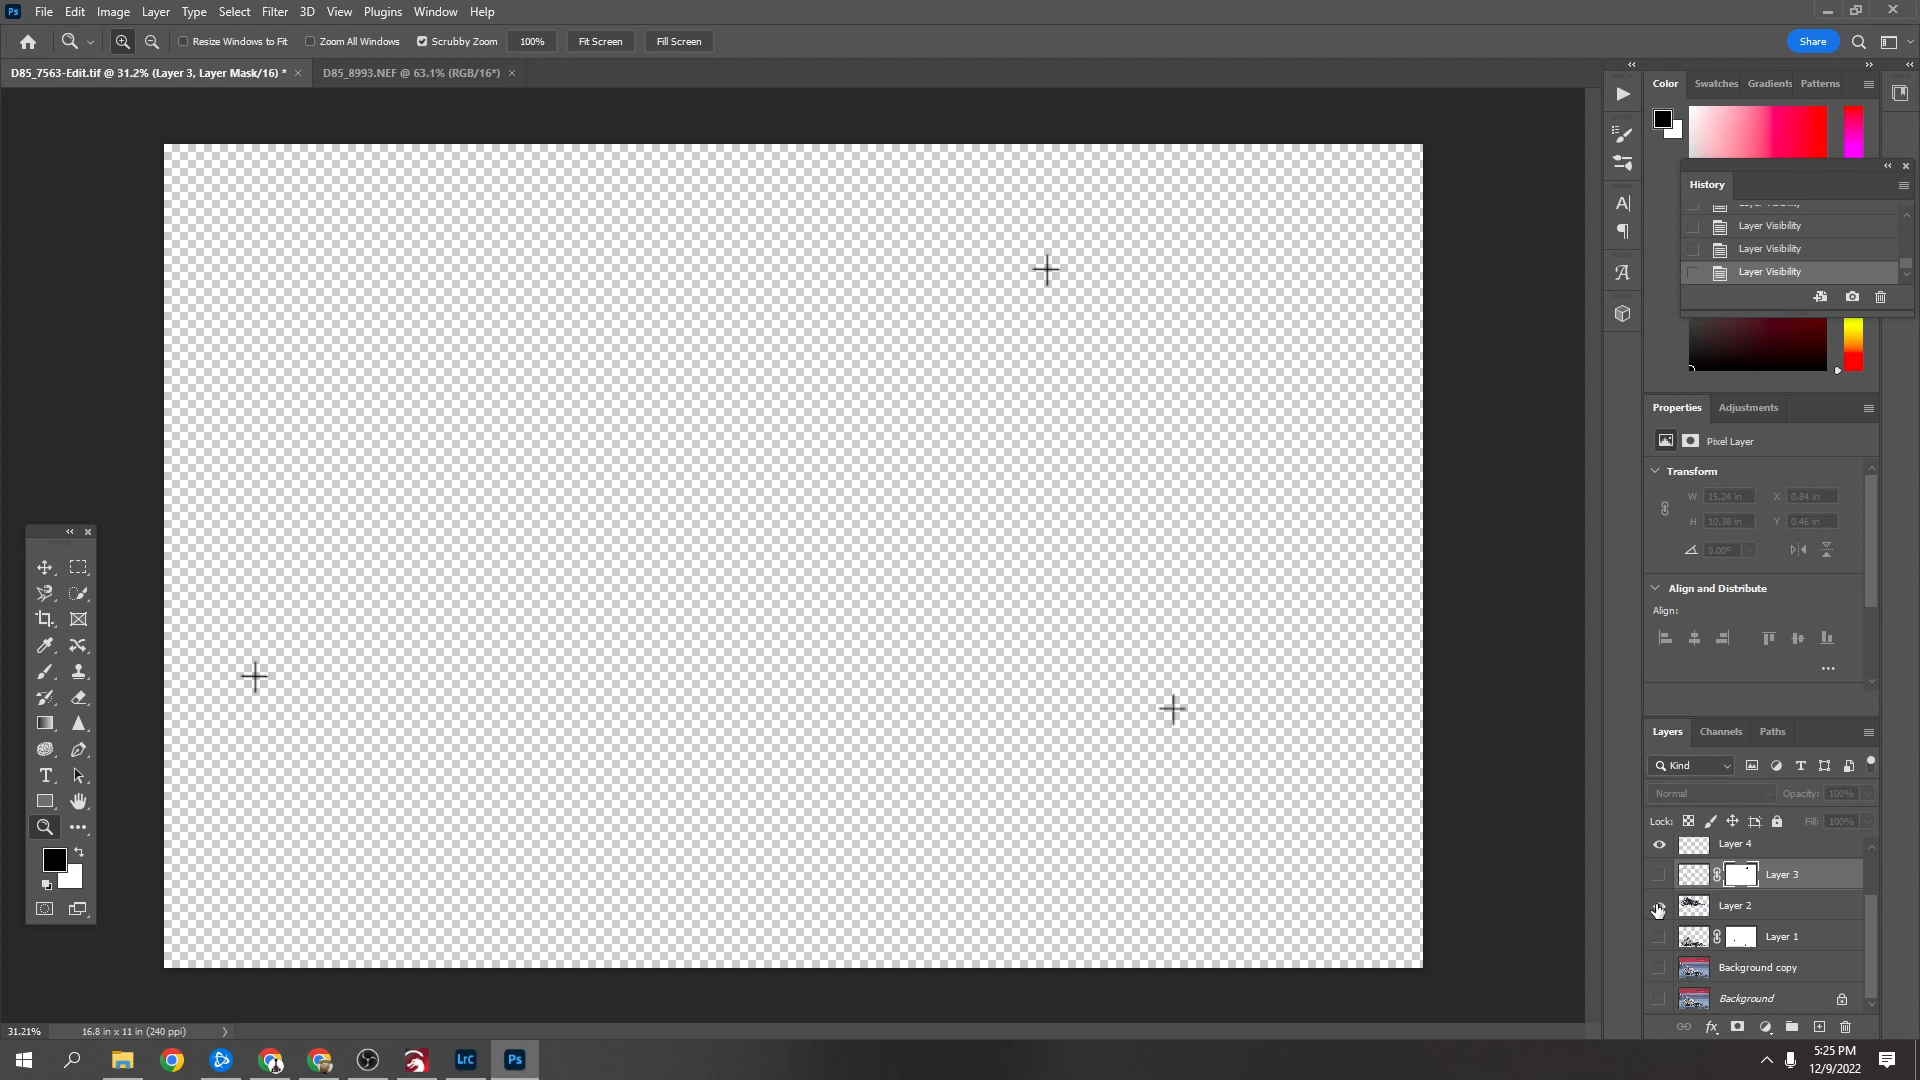 Ps File Edit Image Layer Type Select Filter 3D View Plugins Window Help
Resize Windows to Fit Zoom All Windows Scrubby Zoom 100% Fit Screen Fill Screen Share
D85_7563-Edit.tif @ 31.2% (Layer 3, Layer Mask/16) * × D85_8993.NEF @ 63.1% (RGB/16*) ×
Color Swatches Gradients Patterns
History
Layer Visibility
Layer Visibility
Layer Visibility
Layer Visibility
Properties Adjustments
Pixel Layer
Transform
W 15.24 in X 0.84 in
H 10.38 in Y 0.46 in
0.00°
Align and Distribute
Align:
Layers Channels Paths
Kind
Normal Opacity: 100%
Lock: Fill: 100%
Layer 4
Layer 3
Layer 2
Layer 1
Background copy
Background
31.21% 16.8 in x 11 in (240 ppi)
LrC Ps
5:25 PM
12/9/2022